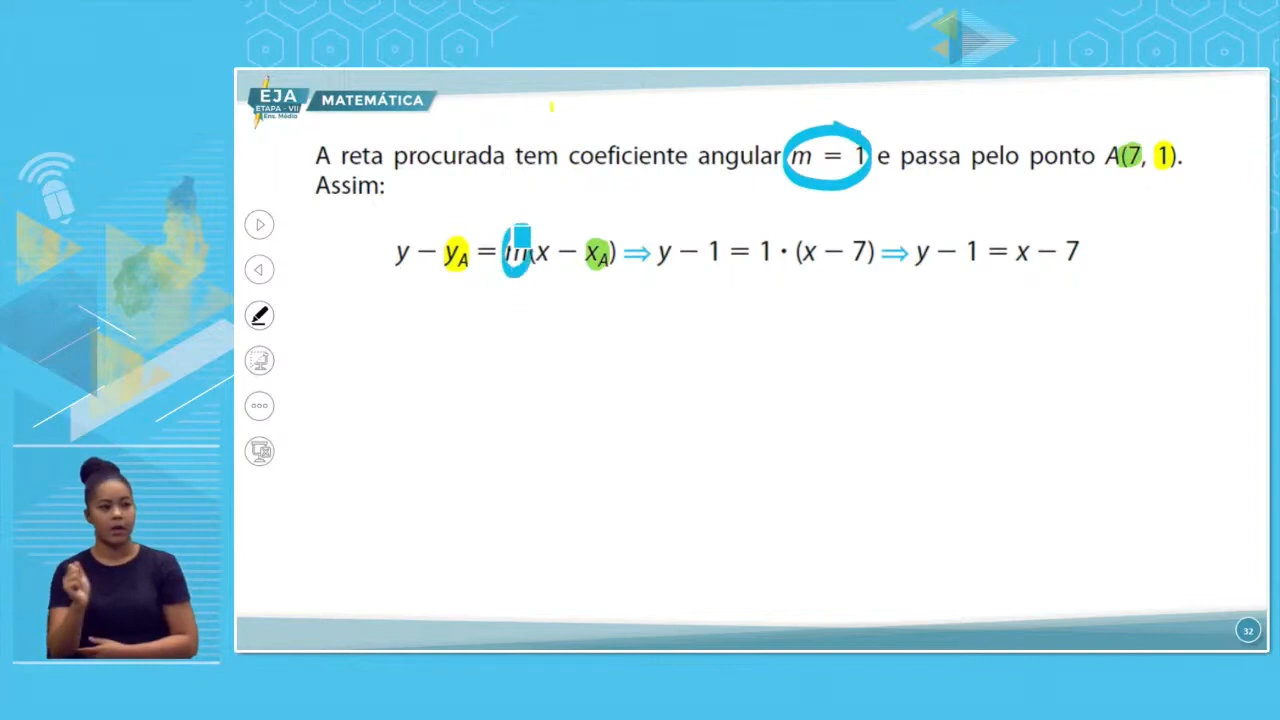 EJA
ETAPA - VII
Ens. Médio
MATEMÁTICA
A reta procurada tem coeficiente angular m = 1 e passa pelo ponto A(7, 1).
Assim:
y − yA = m(x − xA) ⇒ y − 1 = 1 · (x − 7) ⇒ y − 1 = x − 7
32